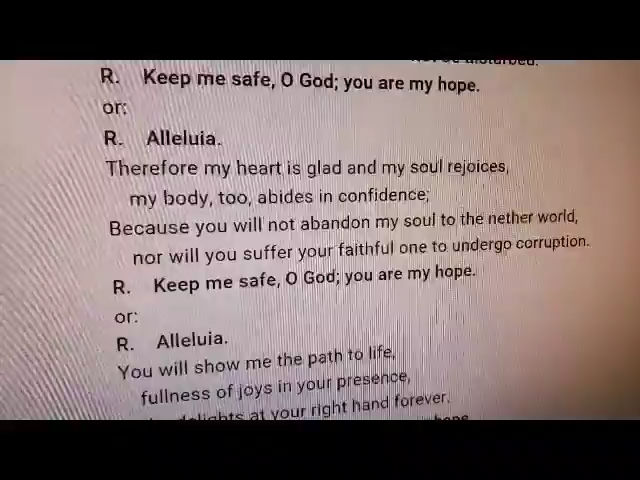 be disturbed.
R. Keep me safe, O God; you are my hope.
or:
R. Alleluia.
Therefore my heart is glad and my soul rejoices,
my body, too, abides in confidence;
Because you will not abandon my soul to the nether world,
nor will you suffer your faithful one to undergo corruption.
R. Keep me safe, O God; you are my hope.
or:
R. Alleluia.
You will show me the path to life,
fullness of joys in your presence,
delights at your right hand forever.
hope.